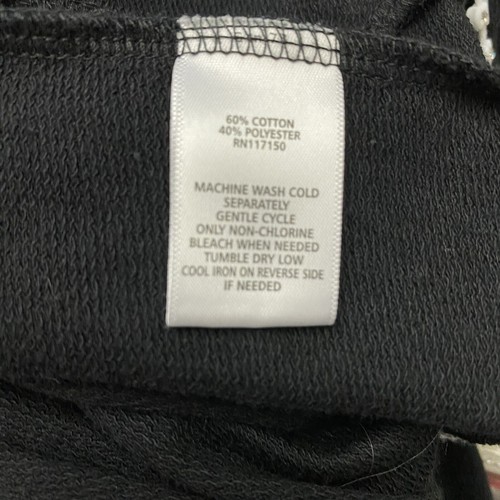 60% COTTON
40% POLYESTER
RN117150
MACHINE WASH COLD
SEPARATELY
GENTLE CYCLE
ONLY NON-CHLORINE
BLEACH WHEN NEEDED
TUMBLE DRY LOW
COOL IRON ON REVERSE SIDE
IF NEEDED